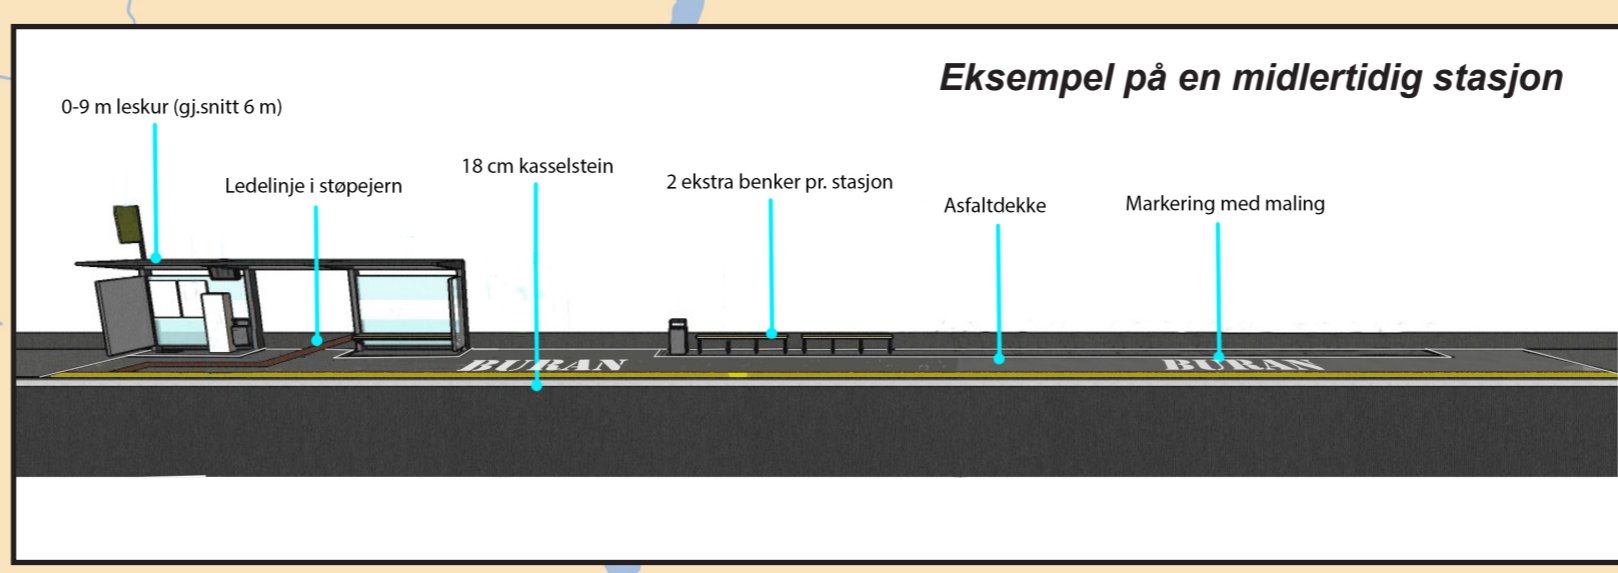 Eksempel på en midlertidig stasjon
0-9 m leskur (gj.snitt 6 m)
Ledelinje i støpejern
18 cm kasselstein
2 ekstra benker pr. stasjon
Asfaltdekke
Markering med maling
BURAN
BURAN